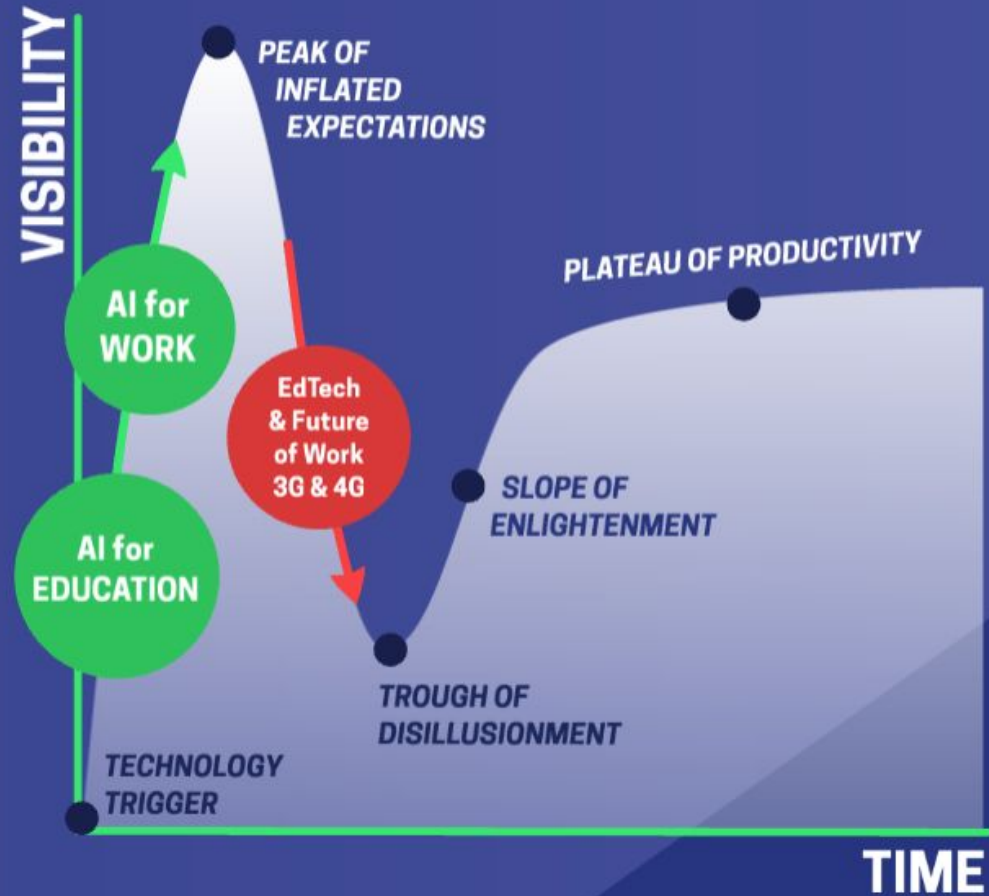 VISIBILITY
PEAK OF
INFLATED
EXPECTATIONS
AI for
WORK
EdTech
& Future
of Work
3G & 4G
PLATEAU OF PRODUCTIVITY
SLOPE OF
ENLIGHTENMENT
AI for
EDUCATION
TROUGH OF
DISILLUSIONMENT
TECHNOLOGY
TRIGGER
TIME